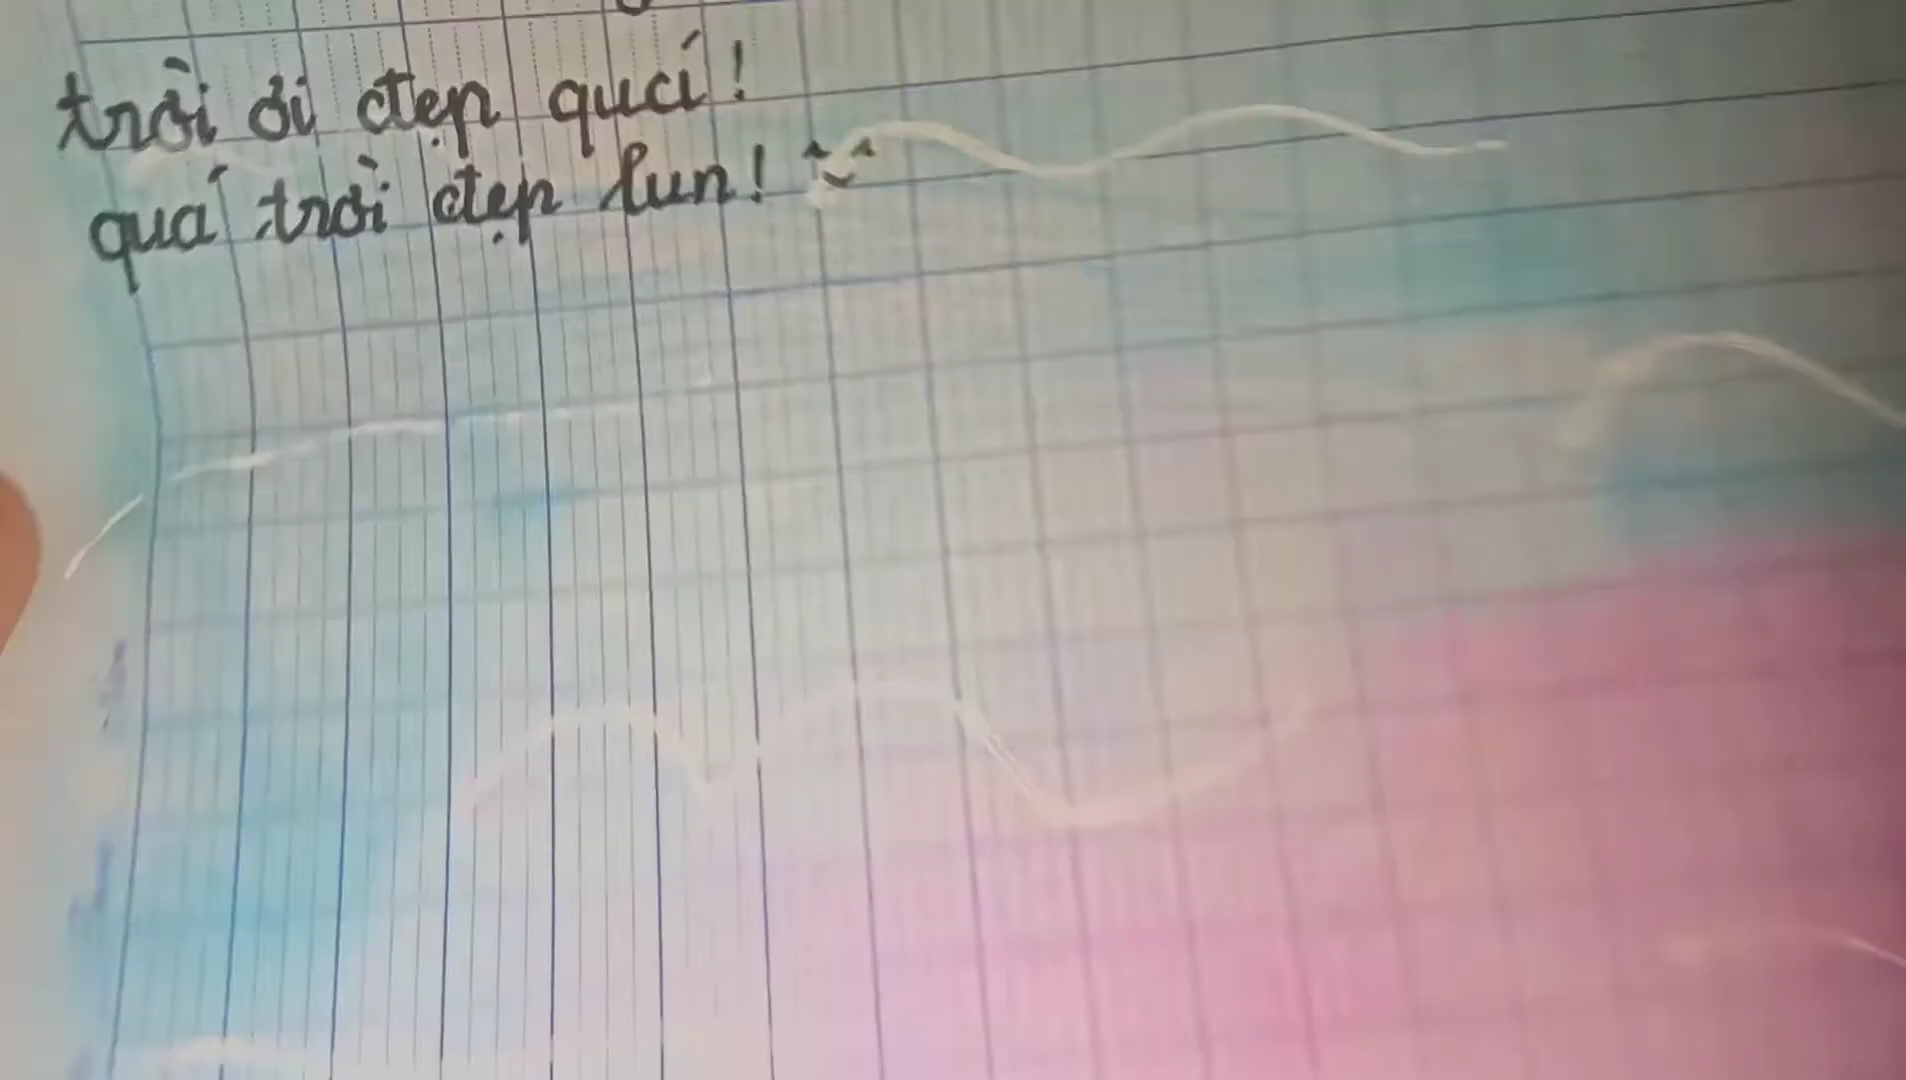 trời ơi đẹp quá!
quá trời đẹp lun! ^‿^